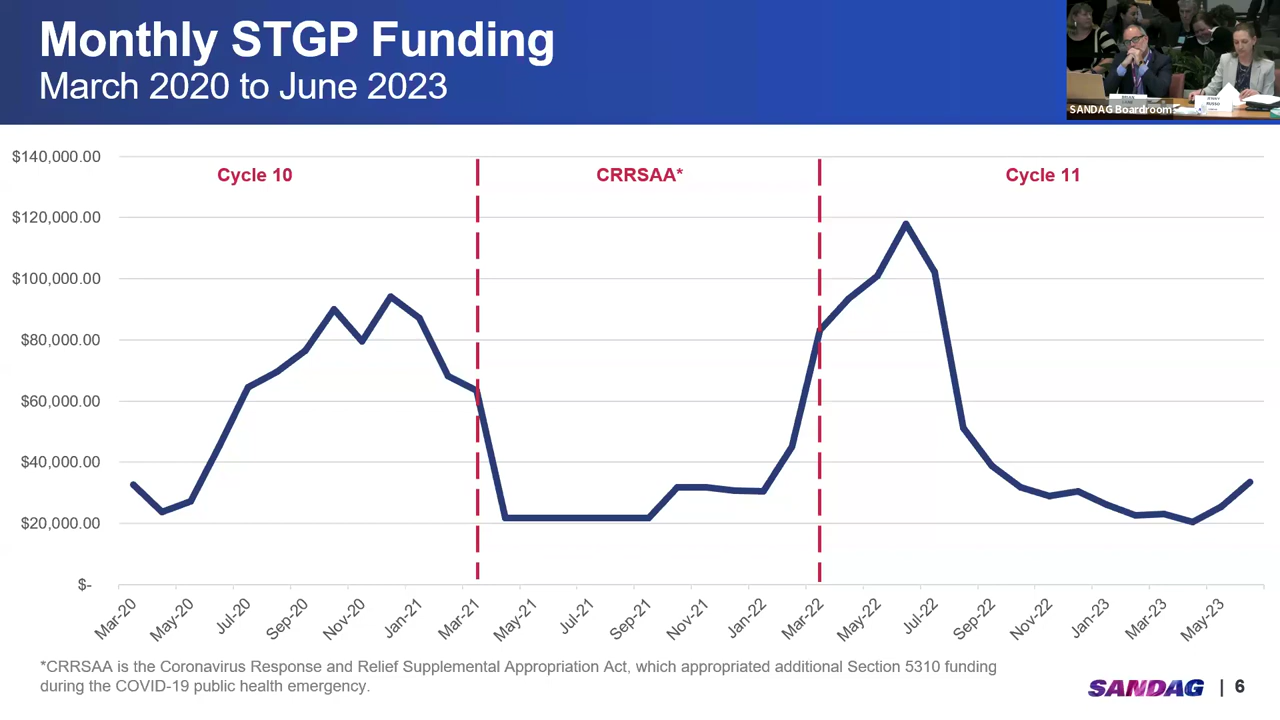 Monthly STGP Funding
March 2020 to June 2023
SANDAG Boardroom
$140,000.00
$120,000.00
$100,000.00
$80,000.00
$60,000.00
$40,000.00
$20,000.00
$-
Cycle 10
CRRSAA*
Cycle 11
Mar-20
May-20
Jul-20
Sep-20
Nov-20
Jan-21
Mar-21
May-21
Jul-21
Sep-21
Nov-21
Jan-22
Mar-22
May-22
Jul-22
Sep-22
Nov-22
Jan-23
Mar-23
May-23
*CRRSAA is the Coronavirus Response and Relief Supplemental Appropriation Act, which appropriated additional Section 5310 funding
during the COVID-19 public health emergency.
SANDAG | 6